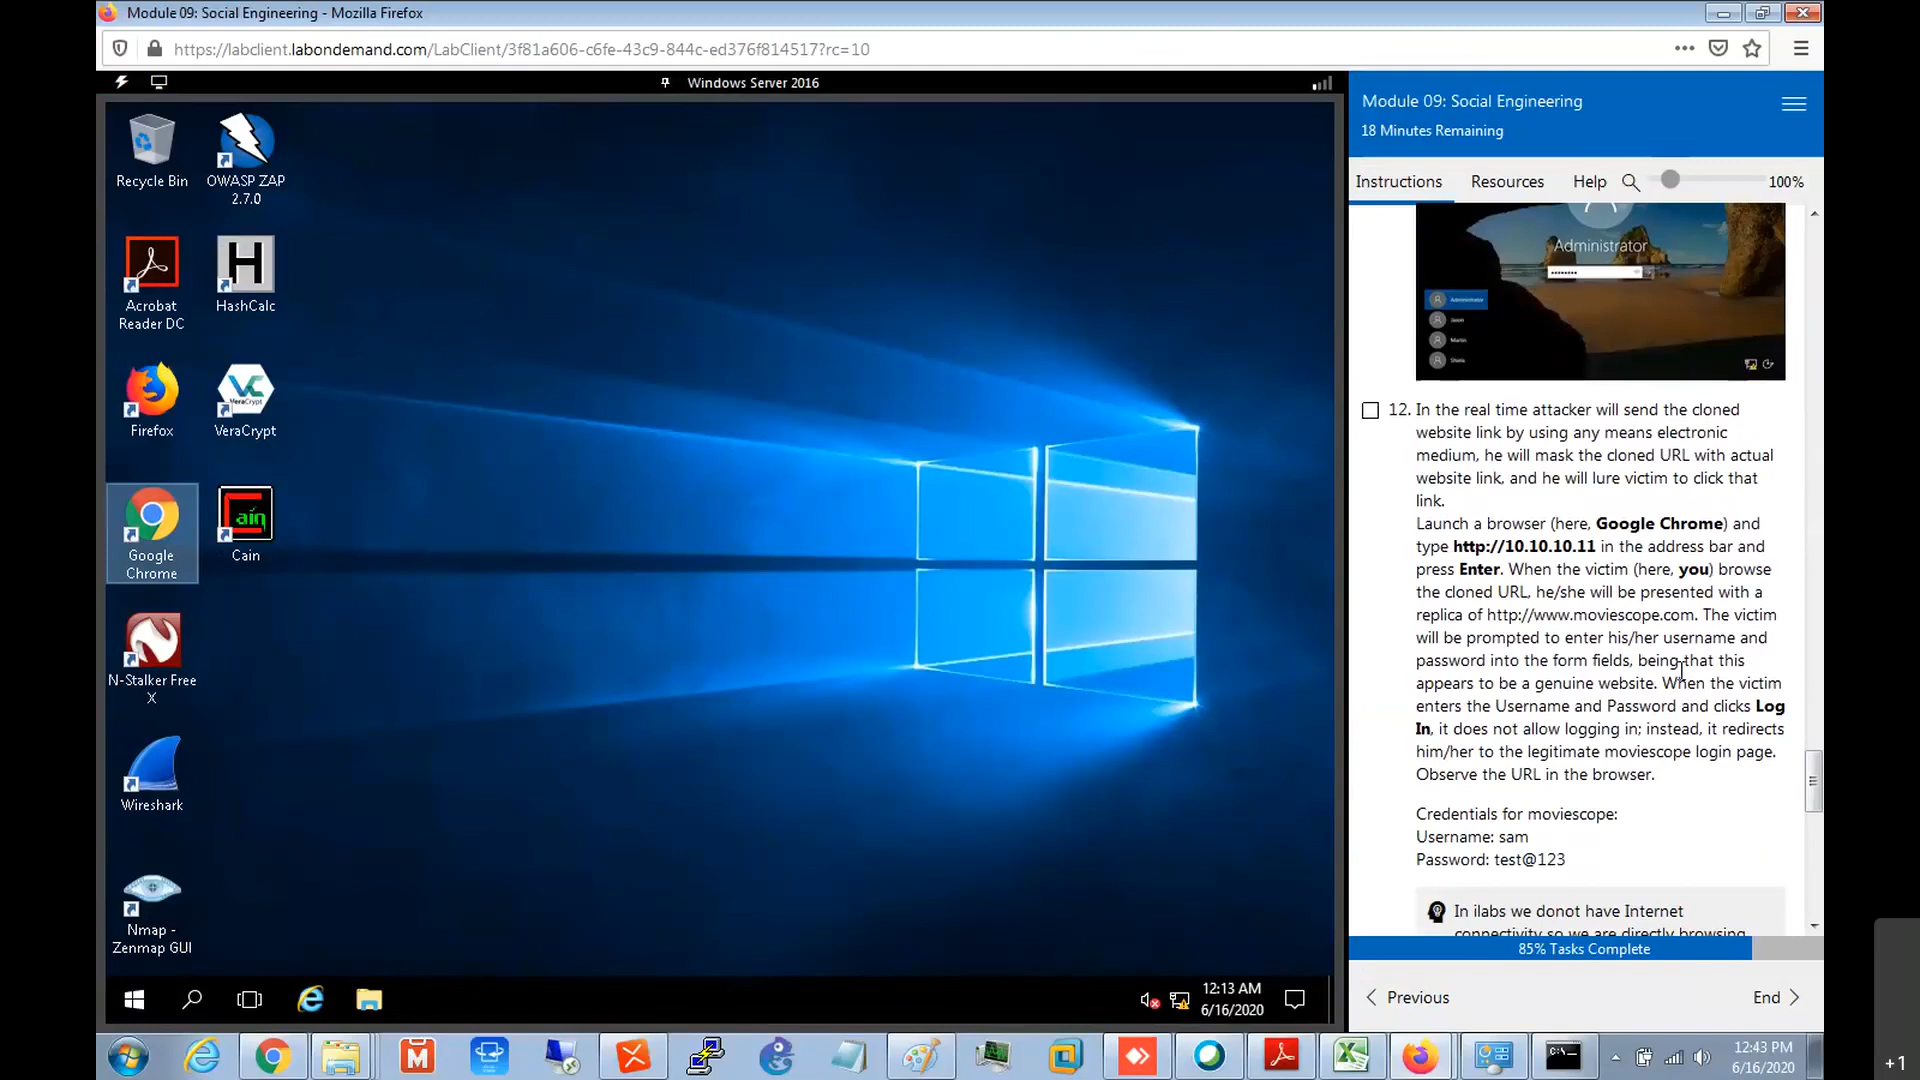 Module 09: Social Engineering - Mozilla Firefox
https://labclient.labondemand.com/LabClient/3f81a606-c6fe-43c9-844c-ed376f814517?rc=10
Windows Server 2016
Recycle Bin
OWASP ZAP
2.7.0
Acrobat
Reader DC
HashCalc
Firefox
VeraCrypt
Google
Chrome
Cain
N-Stalker Free
X
Wireshark
Nmap -
Zenmap GUI
12:13 AM
6/16/2020
Module 09: Social Engineering
18 Minutes Remaining
Instructions Resources Help 100%
Administrator
Administrator
Jason
Martin
Sheila
12. In the real time attacker will send the cloned
website link by using any means electronic
medium, he will mask the cloned URL with actual
website link, and he will lure victim to click that
link.
Launch a browser (here, Google Chrome) and
type http://10.10.10.11 in the address bar and
press Enter. When the victim (here, you) browse
the cloned URL, he/she will be presented with a
replica of http://www.moviescope.com. The victim
will be prompted to enter his/her username and
password into the form fields, being that this
appears to be a genuine website. When the victim
enters the Username and Password and clicks Log
In, it does not allow logging in; instead, it redirects
him/her to the legitimate moviescope login page.
Observe the URL in the browser.
Credentials for moviescope:
Username: sam
Password: test@123
In ilabs we donot have Internet
connectivity so we are directly browsing
85% Tasks Complete
Previous End
12:43 PM
6/16/2020
+1